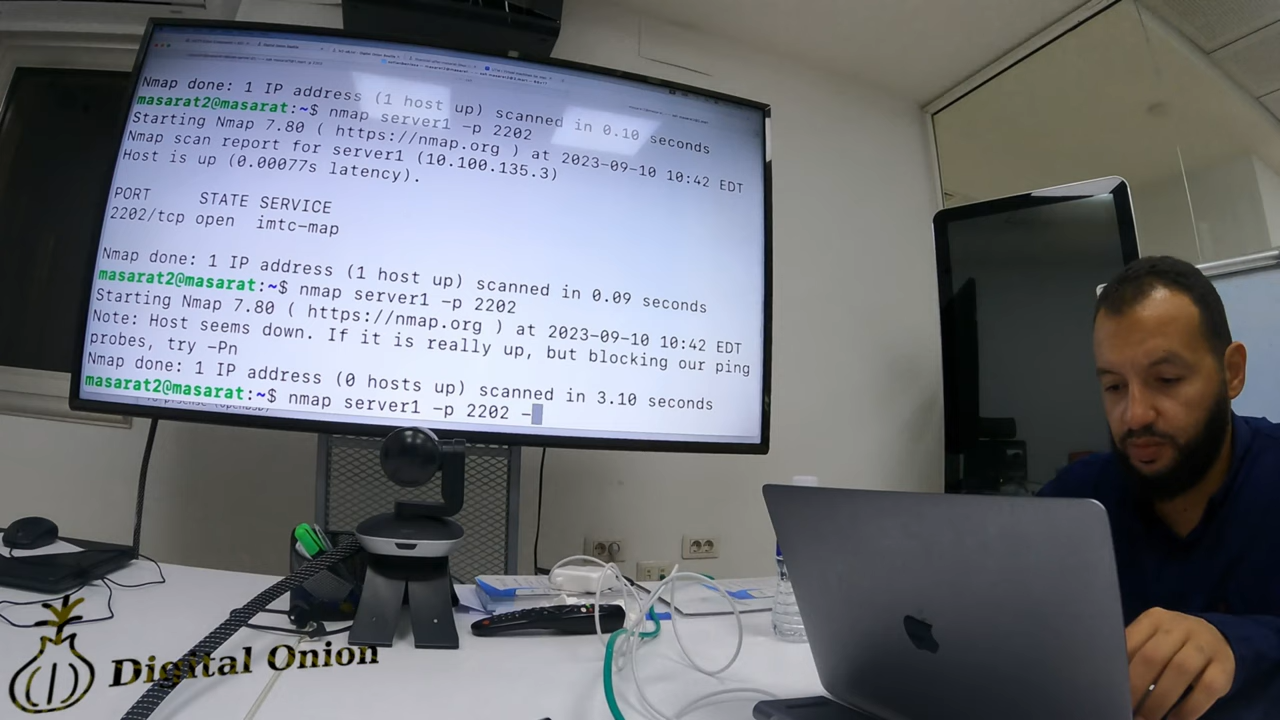 Nmap done: 1 IP address (1 host up) scanned in 0.10 seconds
masarat2@masarat:~$ nmap server1 -p 2202
Starting Nmap 7.80 ( https://nmap.org ) at 2023-09-10 10:42 EDT
Nmap scan report for server1 (10.100.135.3)
Host is up (0.00077s latency).
PORT STATE SERVICE
2202/tcp open imtc-map
Nmap done: 1 IP address (1 host up) scanned in 0.09 seconds
masarat2@masarat:~$ nmap server1 -p 2202
Starting Nmap 7.80 ( https://nmap.org ) at 2023-09-10 10:42 EDT
Note: Host seems down. If it is really up, but blocking our ping
probes, try -Pn
Nmap done: 1 IP address (0 hosts up) scanned in 3.10 seconds
masarat2@masarat:~$ nmap server1 -p 2202 -
Digital Onion